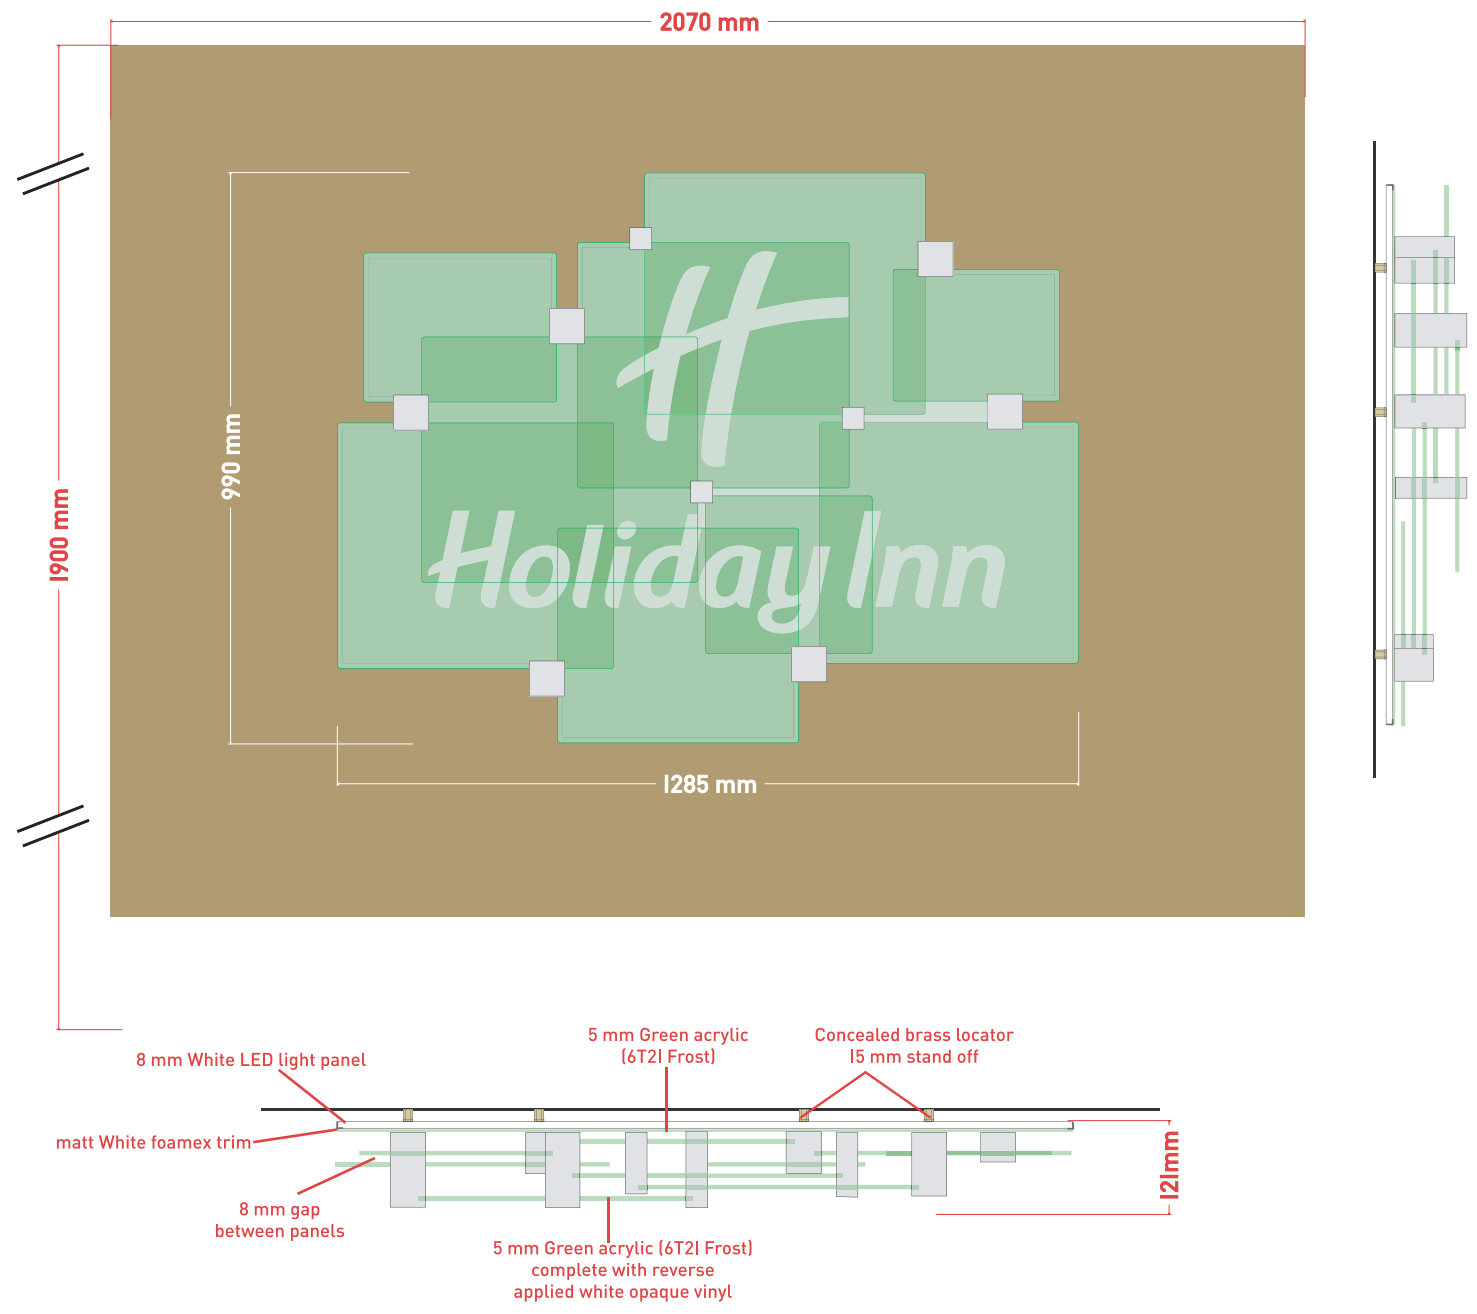 2070 mm
990 mm
1900 mm
Holiday Inn
1285 mm
5 mm Green acrylic
(6T21 Frost)
Concealed brass locator
15 mm stand off
8 mm White LED light panel
matt White foamex trim
121mm
8 mm gap
between panels
5 mm Green acrylic (6T21 Frost)
complete with reverse
applied white opaque vinyl